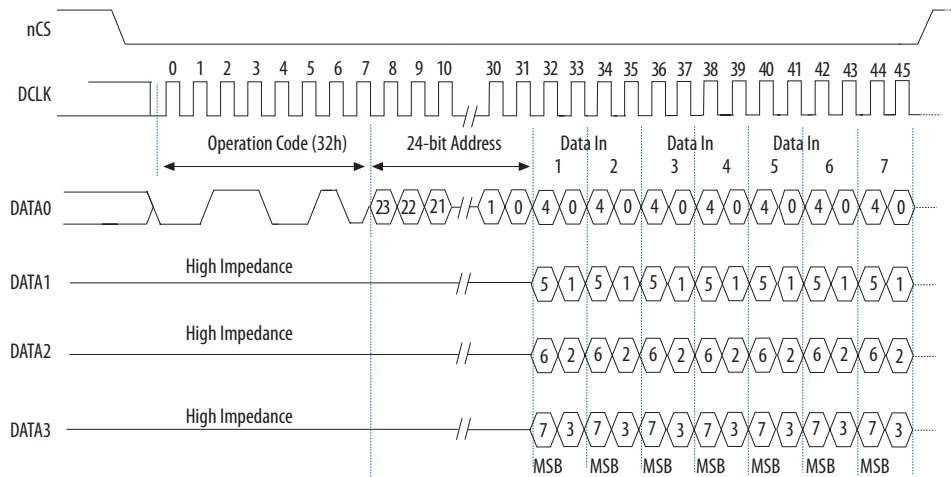 nCS
0 1 2 3 4 5 6 7 8 9 10 30 31 32 33 34 35 36 37 38 39 40 41 42 43 44 45
DCLK
Operation Code (32h) 24-bit Address Data In Data In Data In
1 2 3 4 5 6 7
DATA0 23 22 21 1 0 4 0 4 0 4 0 4 0 4 0 4 0 4 0
High Impedance
DATA1 5 1 5 1 5 1 5 1 5 1 5 1 5 1
High Impedance
DATA2 6 2 6 2 6 2 6 2 6 2 6 2 6 2
High Impedance
DATA3 7 3 7 3 7 3 7 3 7 3 7 3 7 3
MSB MSB MSB MSB MSB MSB MSB